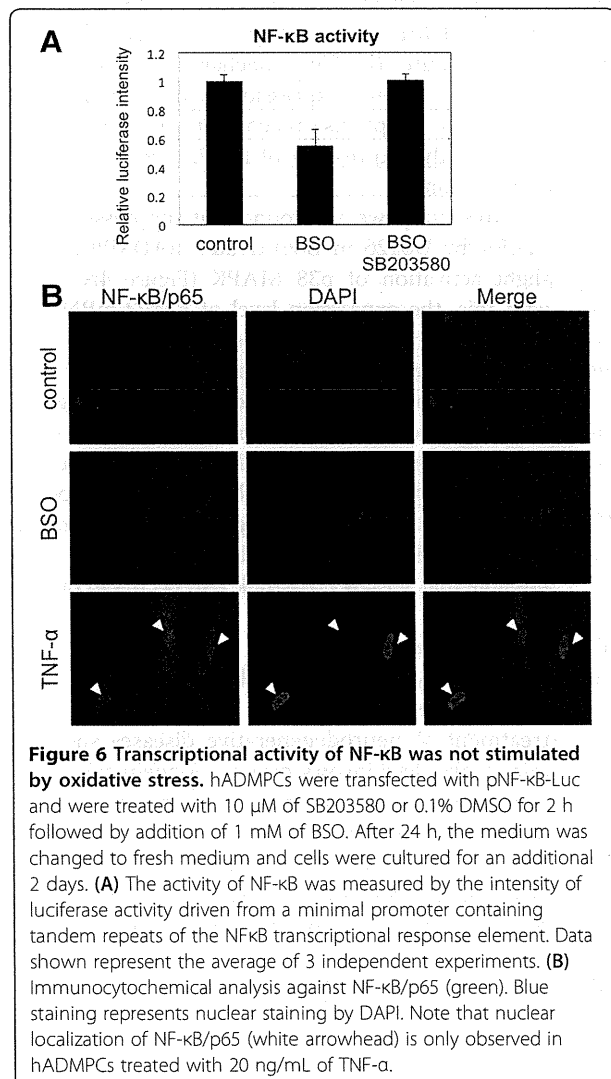 A
NF-κB activity
Relative luciferase intensity
1.2
1
0.8
0.6
0.4
0.2
0
control
BSO
BSO
SB203580
B
NF-κB/p65
DAPI
Merge
control
BSO
TNF-α
Figure 6 Transcriptional activity of NF-κB was not stimulated
by oxidative stress. hADMPCs were transfected with pNF-κB-Luc
and were treated with 10 μM of SB203580 or 0.1% DMSO for 2 h
followed by addition of 1 mM of BSO. After 24 h, the medium was
changed to fresh medium and cells were cultured for an additional
2 days. (A) The activity of NF-κB was measured by the intensity of
luciferase activity driven from a minimal promoter containing
tandem repeats of the NFκB transcriptional response element. Data
shown represent the average of 3 independent experiments. (B)
Immunocytochemical analysis against NF-κB/p65 (green). Blue
staining represents nuclear staining by DAPI. Note that nuclear
localization of NF-κB/p65 (white arrowhead) is only observed in
hADMPCs treated with 20 ng/mL of TNF-α.